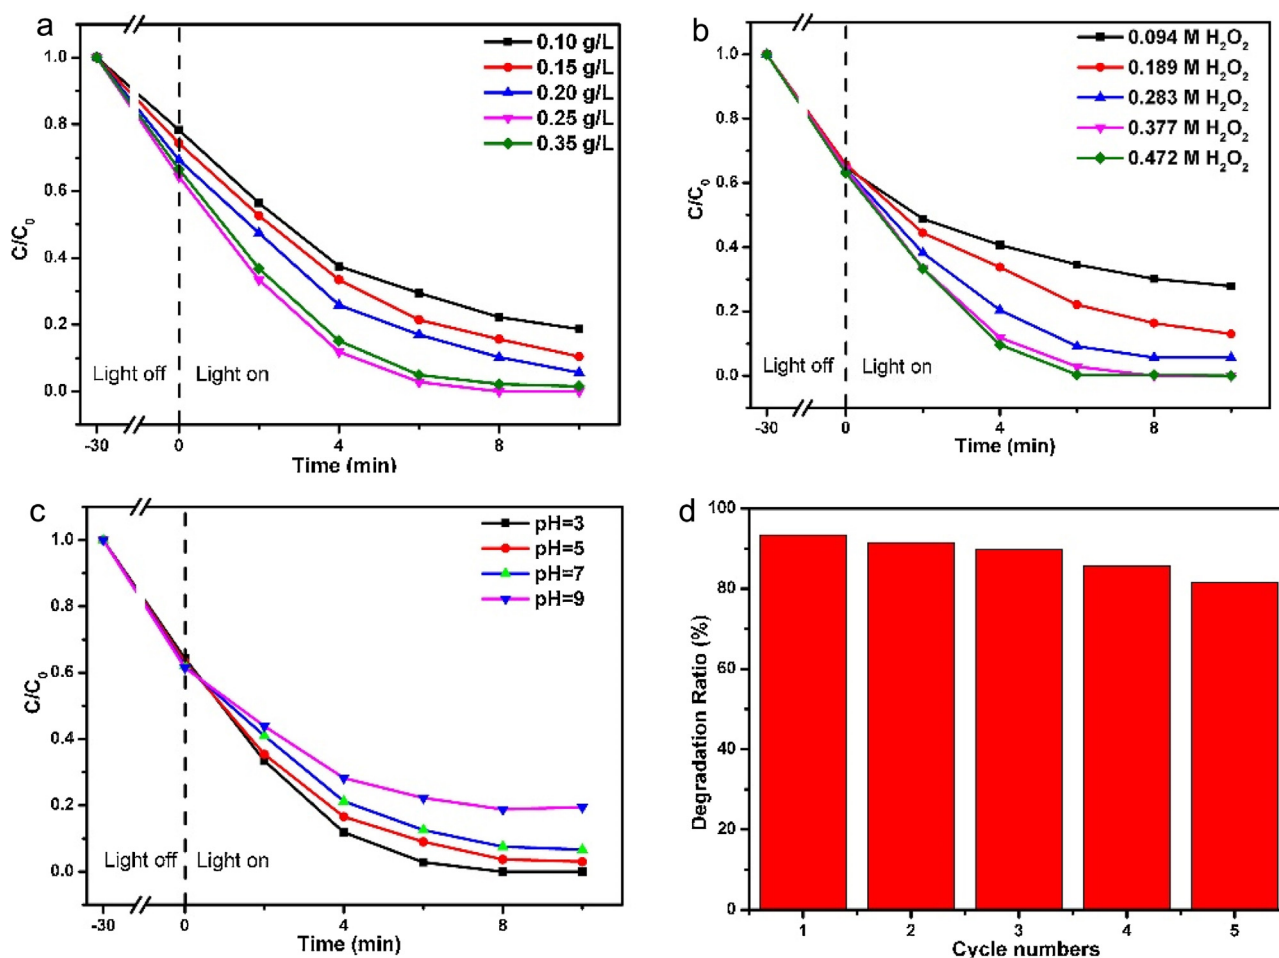 a
0.10 g/L
0.15 g/L
0.20 g/L
0.25 g/L
0.35 g/L
1.0
0.8
0.6
0.4
0.2
0.0
C/C₀
Light off
Light on
-30
0
4
8
Time (min)
b
0.094 M H₂O₂
0.189 M H₂O₂
0.283 M H₂O₂
0.377 M H₂O₂
0.472 M H₂O₂
1.0
0.8
0.6
0.4
0.2
0.0
C/C₀
Light off
Light on
-30
0
4
8
Time (min)
c
pH=3
pH=5
pH=7
pH=9
1.0
0.8
0.6
0.4
0.2
0.0
C/C₀
Light off
Light on
-30
0
4
8
Time (min)
d
100
80
60
40
20
0
Degradation Ratio (%)
1
2
3
4
5
Cycle numbers